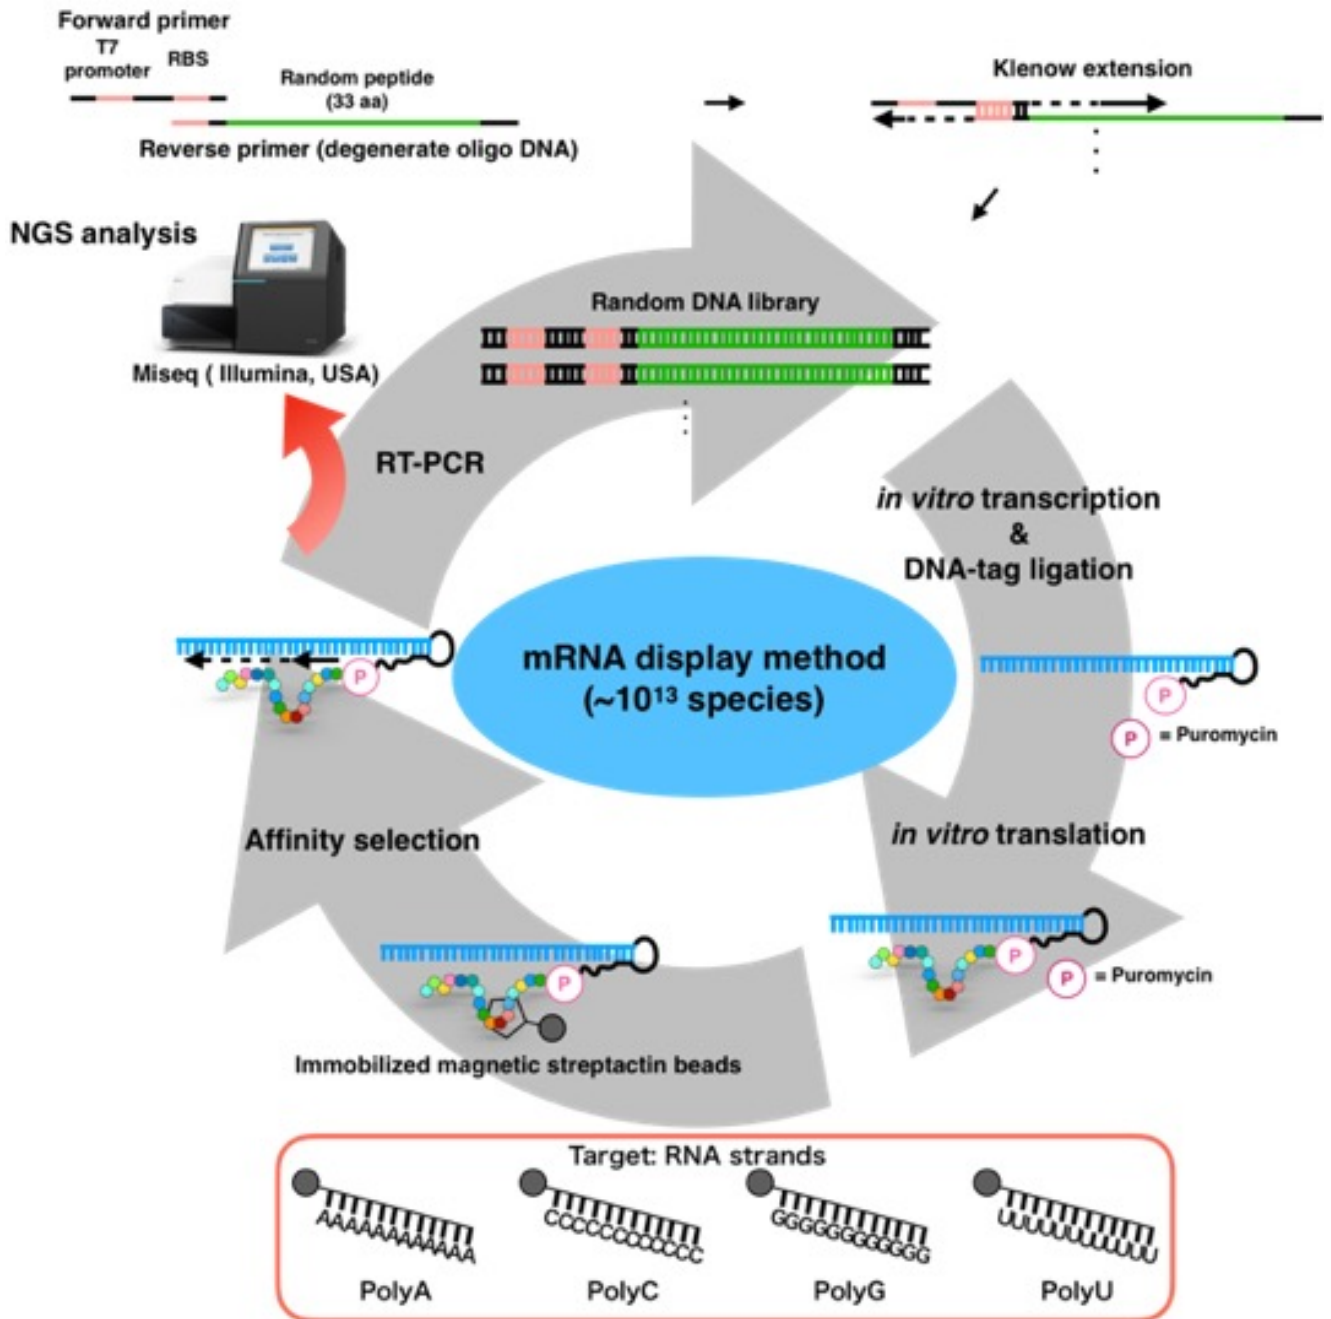 Forward primer
T7
promoter
RBS
Random peptide
(33 aa)
Reverse primer (degenerate oligo DNA)
Klenow extension
NGS analysis
Miseq ( Illumina, USA)
Random DNA library
RT-PCR
in vitro transcription
&
DNA-tag ligation
mRNA display method
(~10¹³ species)
P
P
P = Puromycin
Affinity selection
in vitro translation
P
P = Puromycin
P
Immobilized magnetic streptactin beads
Target: RNA strands
AAAAAAAAAAAA
CCCCCCCCCCCC
GGGGGGGGGGGG
UUUUUUUUUUUU
PolyA
PolyC
PolyG
PolyU